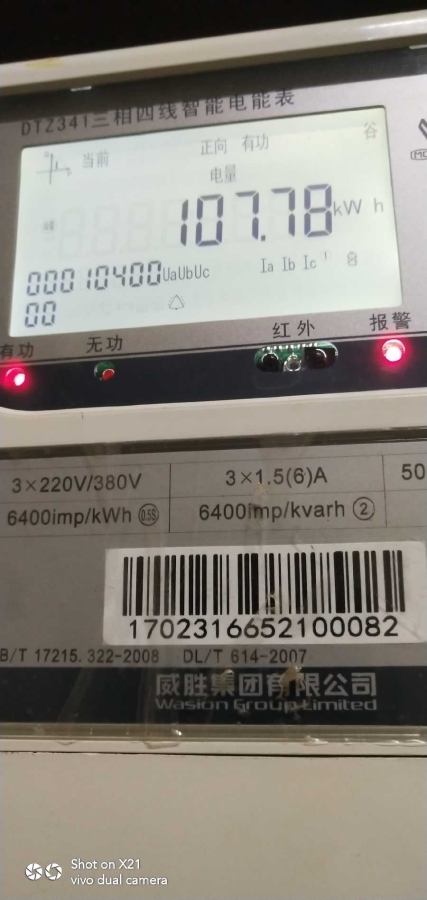 DTZ341三相四线智能电能表
当前 正向 有功 谷
电量
107.78 kWh
00010400 UaUbUc Ia Ib Ic
00
有功 无功 红外 报警
3×220V/380V 3×1.5(6)A 50
6400imp/kWh 0.5S 6400imp/kvarh ②
1702316652100082
B/T 17215.322-2008 DL/T 614-2007
威胜集团有限公司
Wasion Group Limited
Shot on X21
vivo dual camera